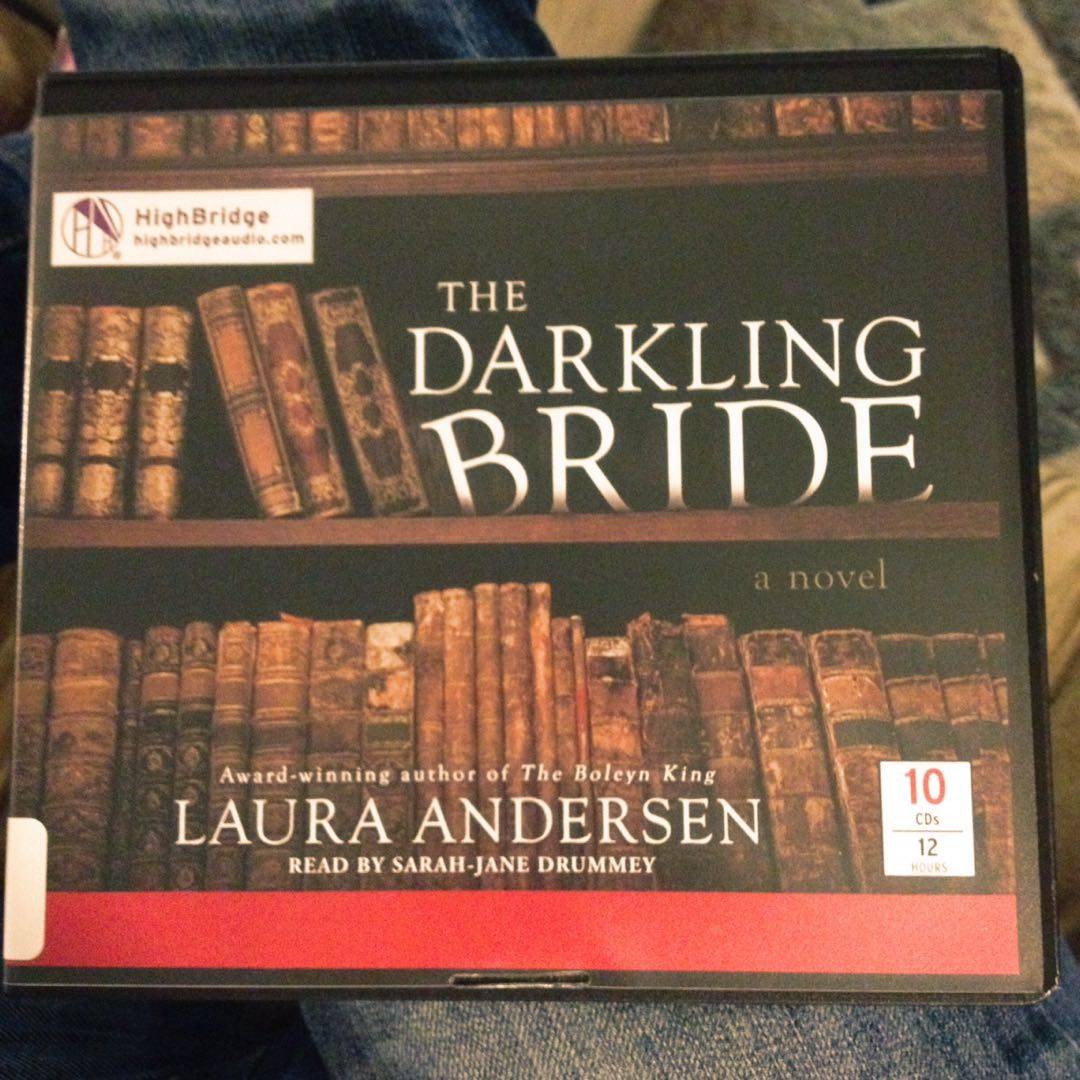 HighBridge
highbridgeaudio.com
THE
DARKLING
BRIDE
a novel
Award-winning author of The Boleyn King
LAURA ANDERSEN
READ BY SARAH-JANE DRUMMEY
10
CDs
12
HOURS